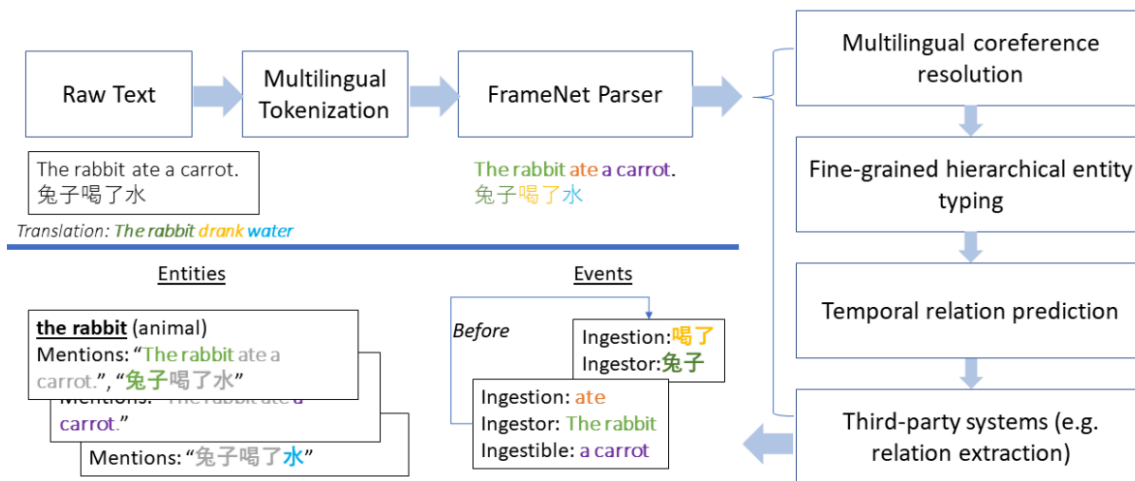 Raw Text
Multilingual
Tokenization
FrameNet Parser
Multilingual coreference
resolution
Fine-grained hierarchical entity
typing
Temporal relation prediction
Third-party systems (e.g.
relation extraction)
The rabbit ate a carrot.
兔子喝了水
Translation: The rabbit drank water
The rabbit ate a carrot.
兔子喝了水
Entities
the rabbit (animal)
Mentions: “The rabbit ate a
carrot.”, “兔子喝了水”
Mentions: “The rabbit ate a
carrot.”
Mentions: “兔子喝了水”
Events
Before
Ingestion:喝了
Ingestor:兔子
Ingestion: ate
Ingestor: The rabbit
Ingestible: a carrot